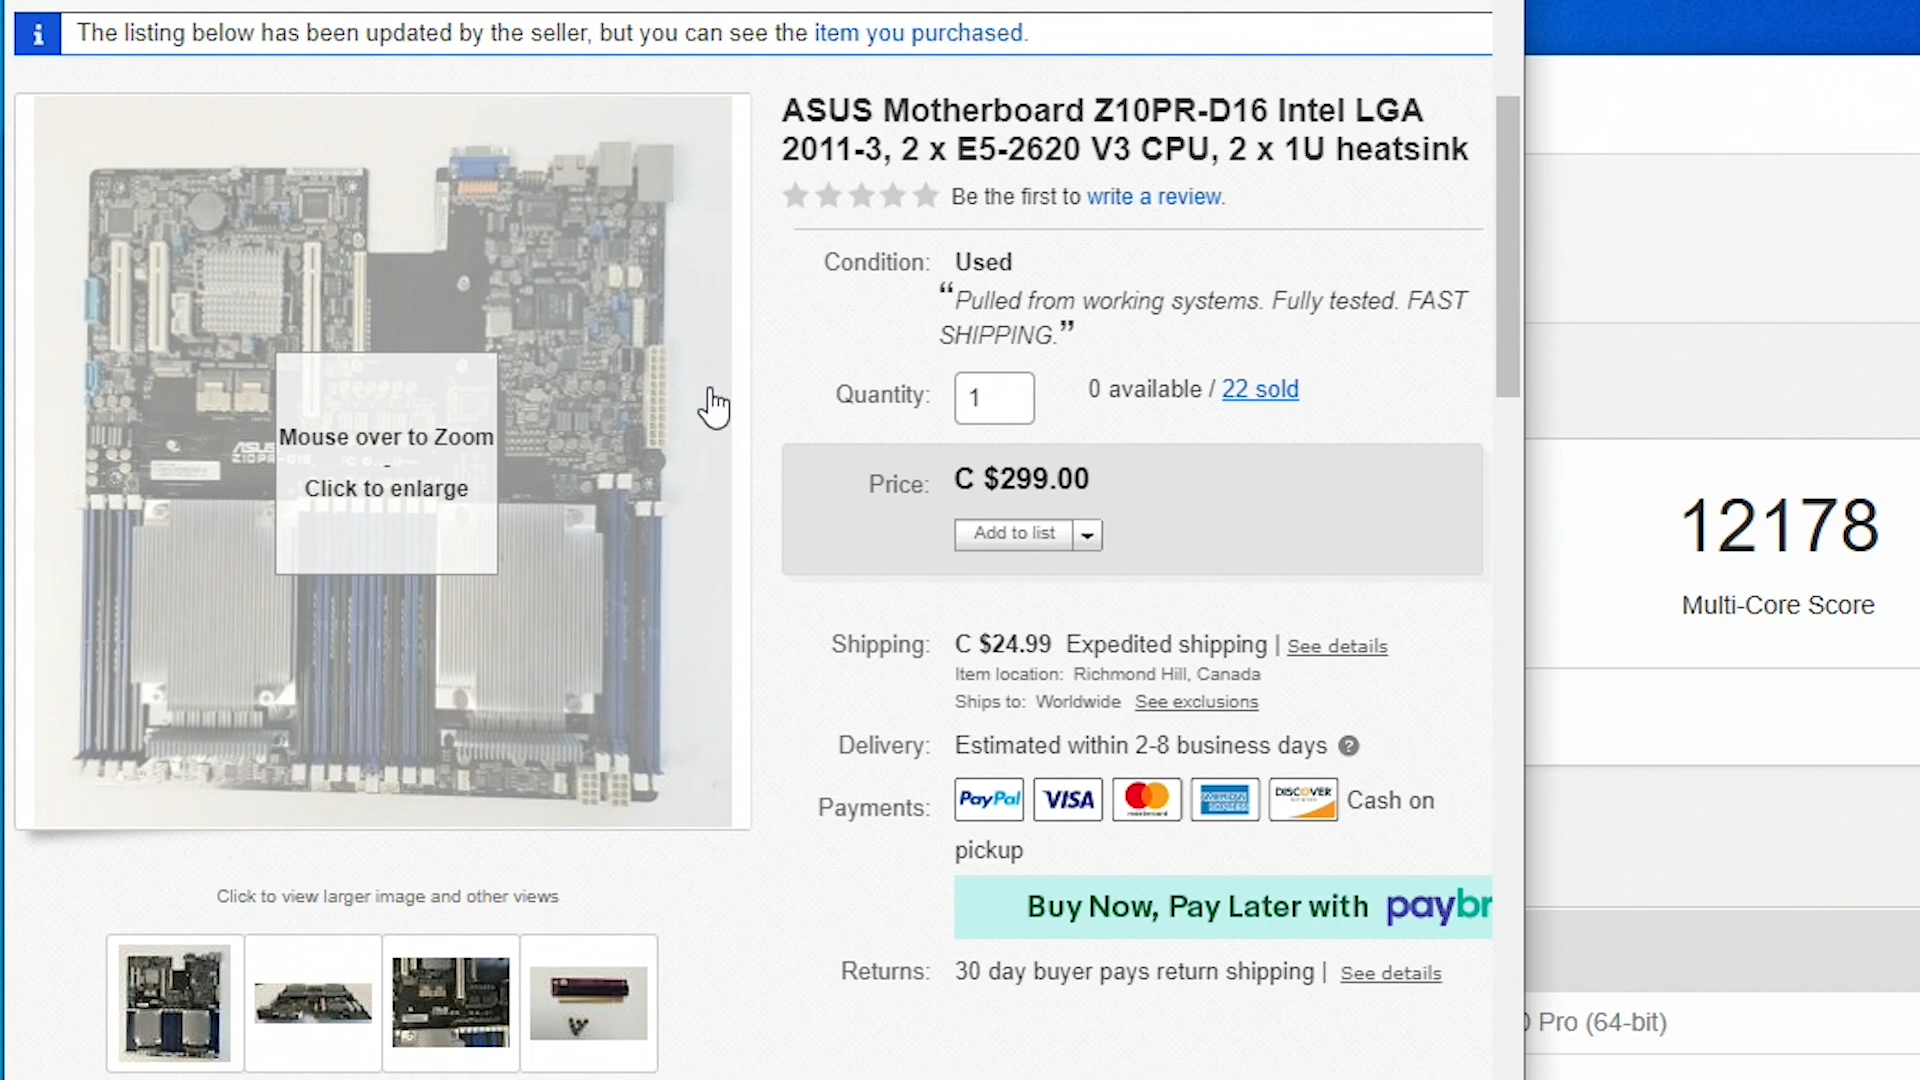 The listing below has been updated by the seller, but you can see the item you purchased.
ASUS Motherboard Z10PR-D16 Intel LGA
2011-3, 2 x E5-2620 V3 CPU, 2 x 1U heatsink
Be the first to write a review.
Condition: Used
“Pulled from working systems. Fully tested. FAST
SHIPPING.”
Quantity: 1 0 available / 22 sold
Price: C $299.00
Add to list
Shipping: C $24.99 Expedited shipping | See details
Item location: Richmond Hill, Canada
Ships to: Worldwide See exclusions
Delivery: Estimated within 2-8 business days ?
Payments: PayPal VISA mastercard AMERICAN EXPRESS DISCOVER Cash on
pickup
Buy Now, Pay Later with paybr
Returns: 30 day buyer pays return shipping | See details
Mouse over to Zoom
-
Click to enlarge
ASUS
Z10PR-D16
Click to view larger image and other views
12178
Multi-Core Score
Pro (64-bit)